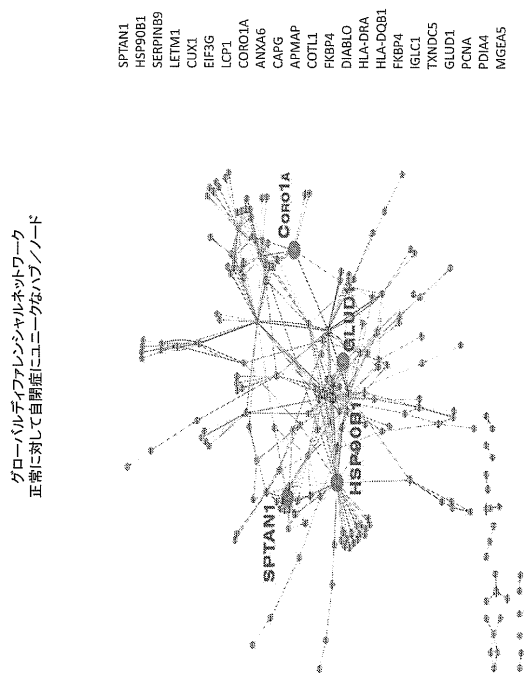 グローバルディファレンシャルネットワーク
正常に対して自閉症にユニークなハブ／ノード
SPTAN1
HSP90B1
GLUD1
CORO1A
SPTAN1
HSP90B1
SERPINB9
LETM1
CUX1
EIF3G
LCP1
CORO1A
ANXA6
CAPG
APMAP
COTL1
FKBP4
DIABLO
HLA-DRA
HLA-DQB1
FKBP4
IGLC1
TXNDC5
GLUD1
PCNA
PDIA4
MGEA5